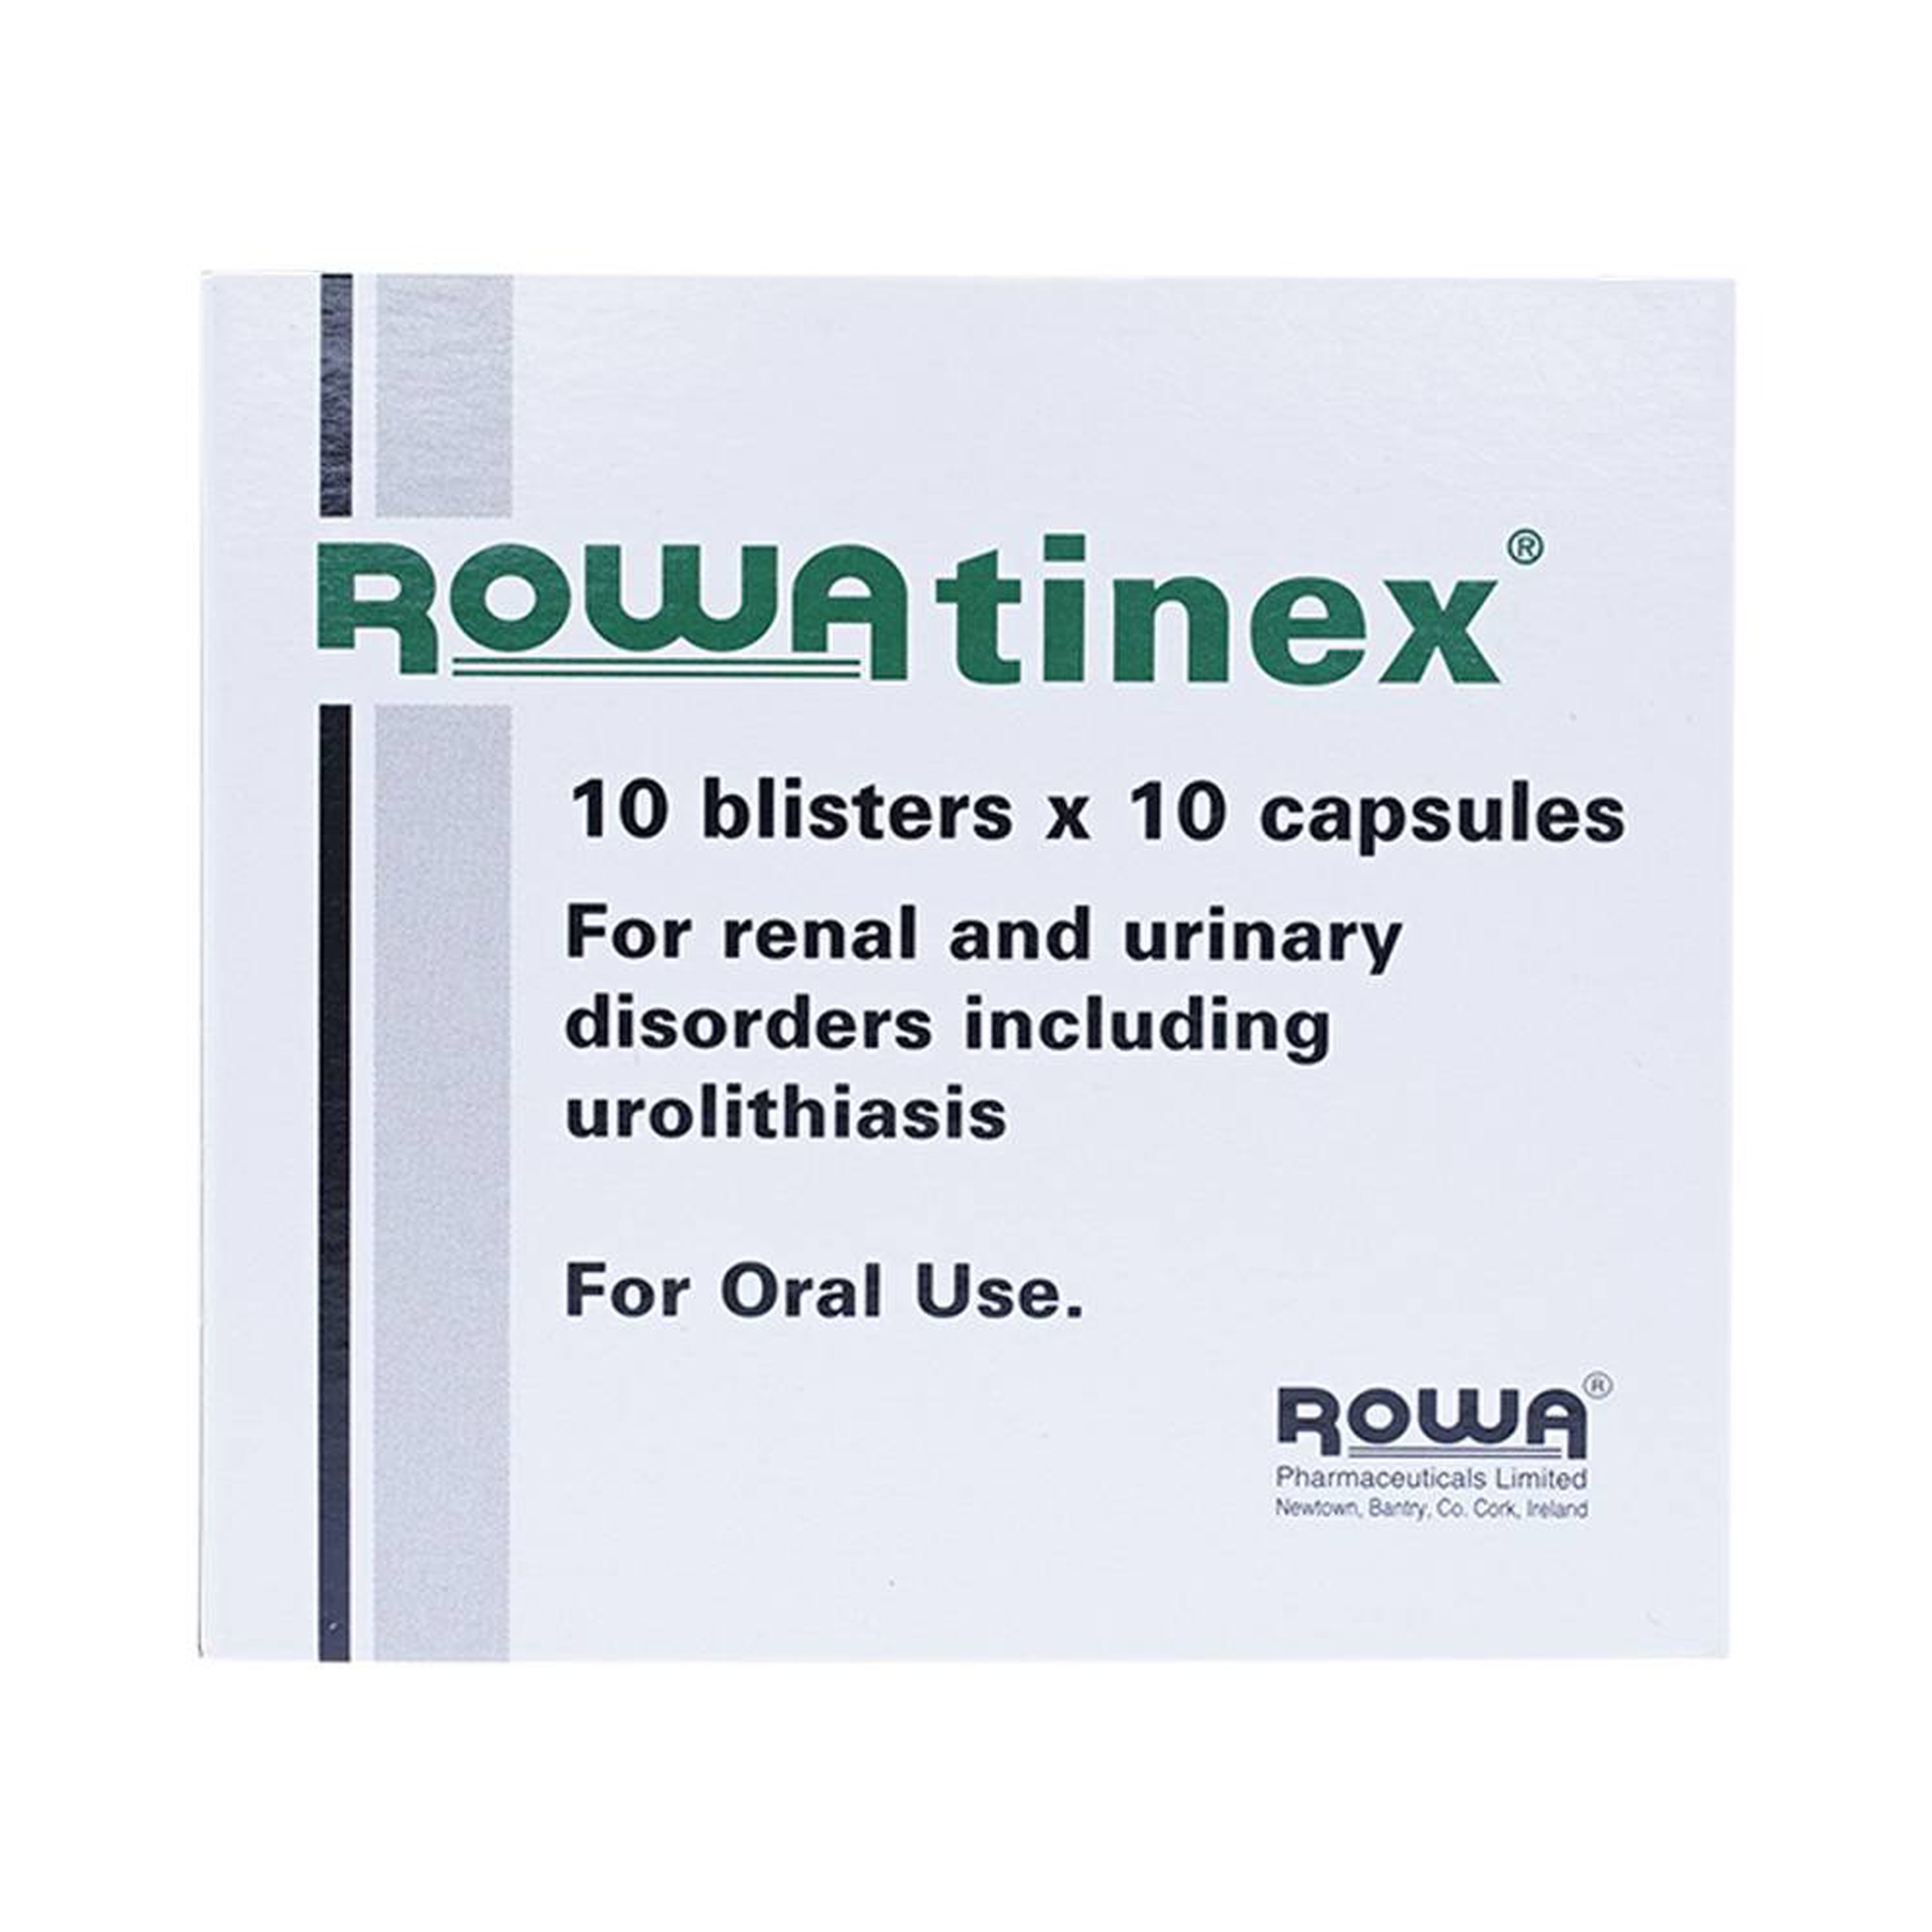 ROWAtinex®
10 blisters x 10 capsules
For renal and urinary
disorders including
urolithiasis
For Oral Use.
ROWA®
Pharmaceuticals Limited
Newtown, Bantry, Co. Cork, Ireland